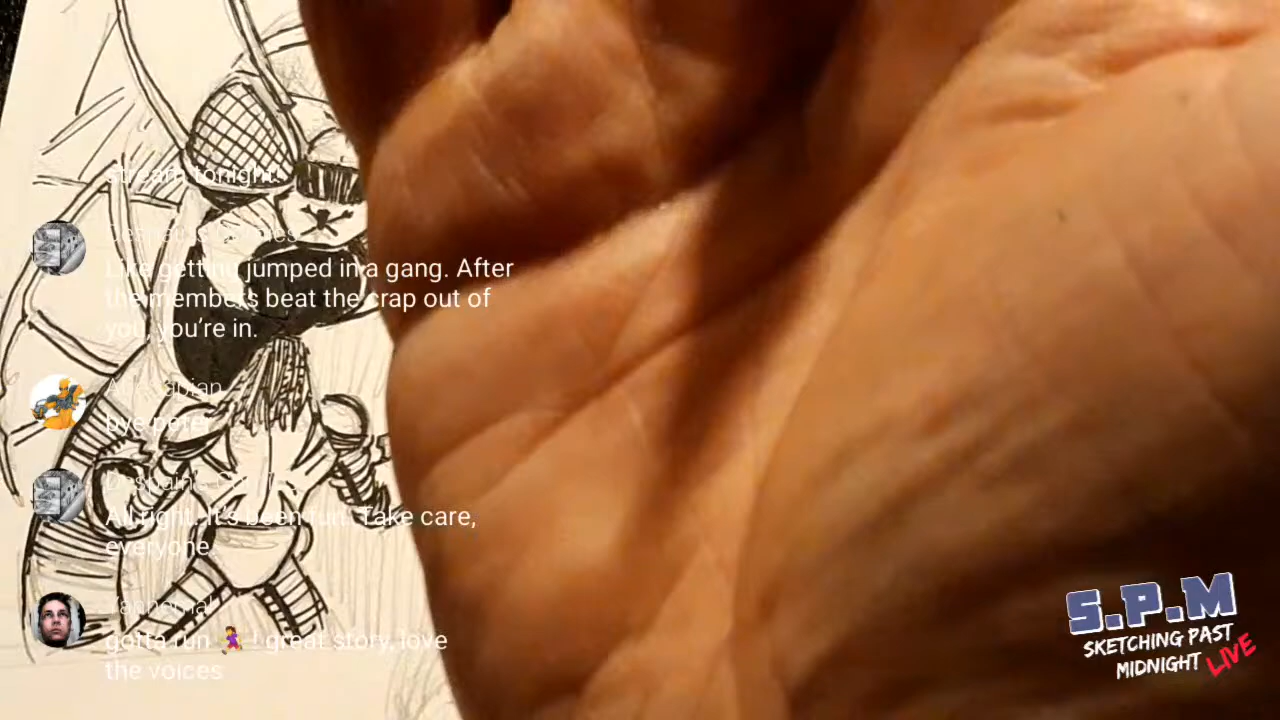 stream tonight!
Like getting jumped in a gang. After
the members beat the crap out of
you, you’re in.
bye peter
All right. It’s been fun. Take care,
everyone.
gotta run 🏃‍♀️! great story, love
the voices
S.P.M
SKETCHING PAST
MIDNIGHT LIVE